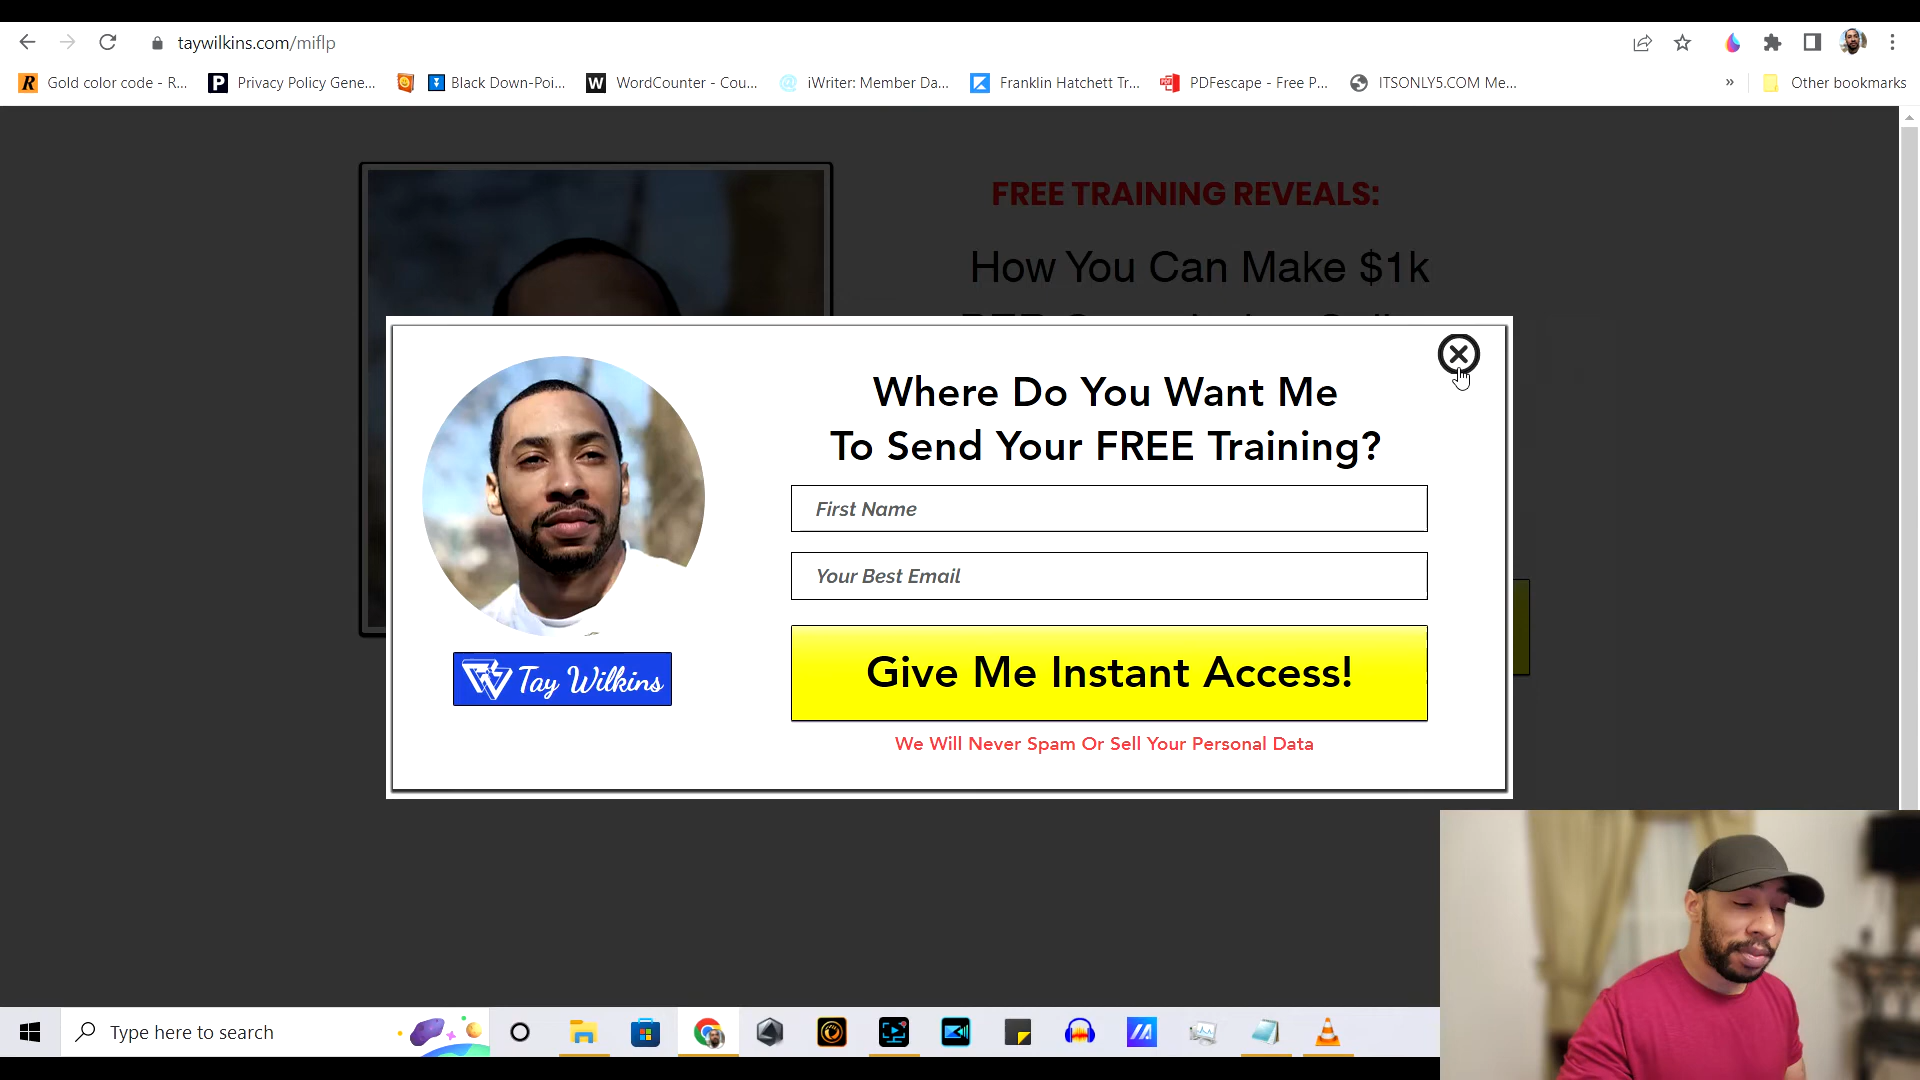 taywilkins.com/miflp
Gold color code - R...
Privacy Policy Gene...
Black Down-Poi...
WordCounter - Cou...
iWriter: Member Da...
Franklin Hatchett Tr...
PDFescape - Free P...
ITSONLY5.COM Me...
»
Other bookmarks
FREE TRAINING REVEALS:
How You Can Make $1k
Where Do You Want Me
To Send Your FREE Training?
First Name
Your Best Email
Give Me Instant Access!
We Will Never Spam Or Sell Your Personal Data
Tay Wilkins
Type here to search